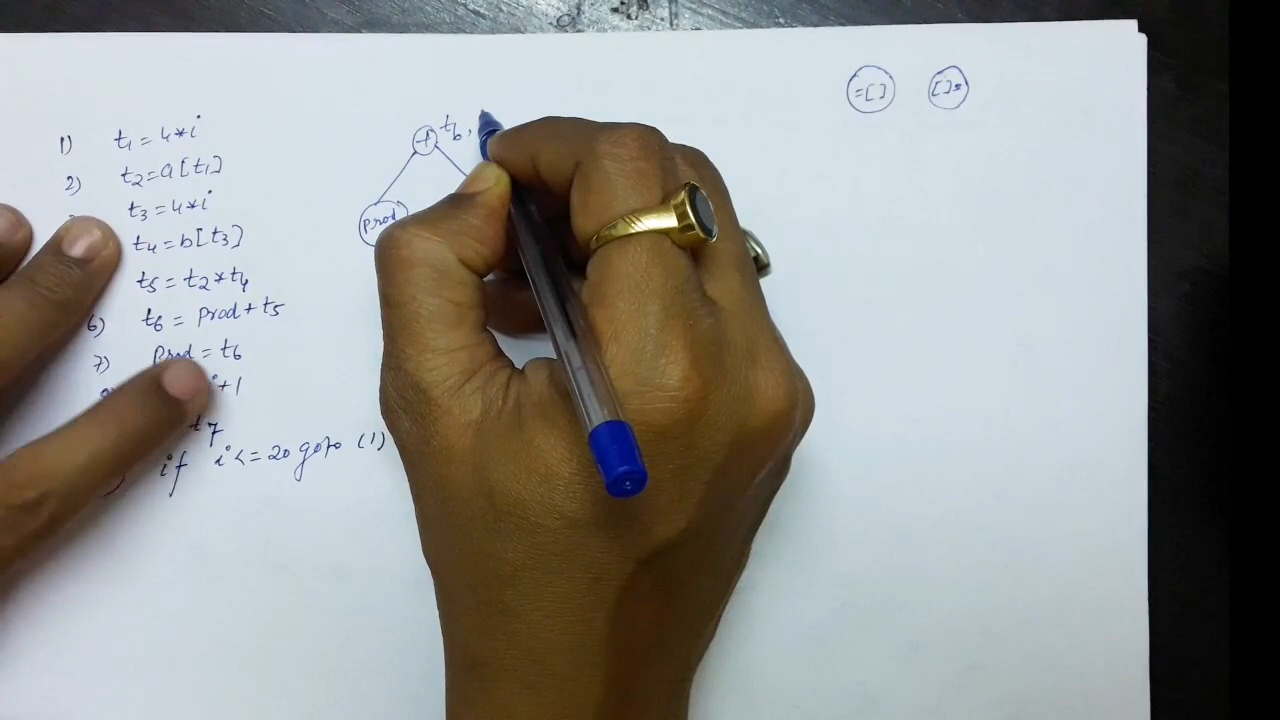 =[] []=
1) t1 = 4*i
2) t2=a[t1]
t3 = 4*i
t4 = b[t3]
t5 = t2*t4
6) t6 = Prod+t5
7) Prod = t6
i+1
t7
if i<=20 goto (1)
+ t6,
Prod